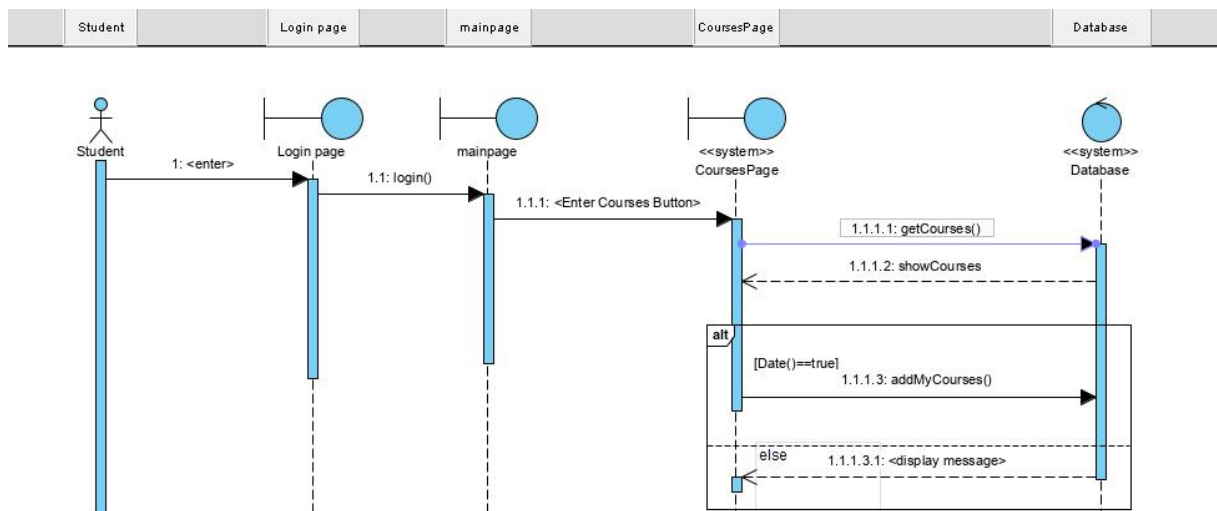 Student
Login page
mainpage
CoursesPage
Database
Student
Login page
mainpage
<<system>>
CoursesPage
<<system>>
Database
1: <enter>
1.1: login()
1.1.1: <Enter Courses Button>
1.1.1.1: getCourses()
1.1.1.2: showCourses
alt
[Date()==true]
1.1.1.3: addMyCourses()
else
1.1.1.3.1: <display message>